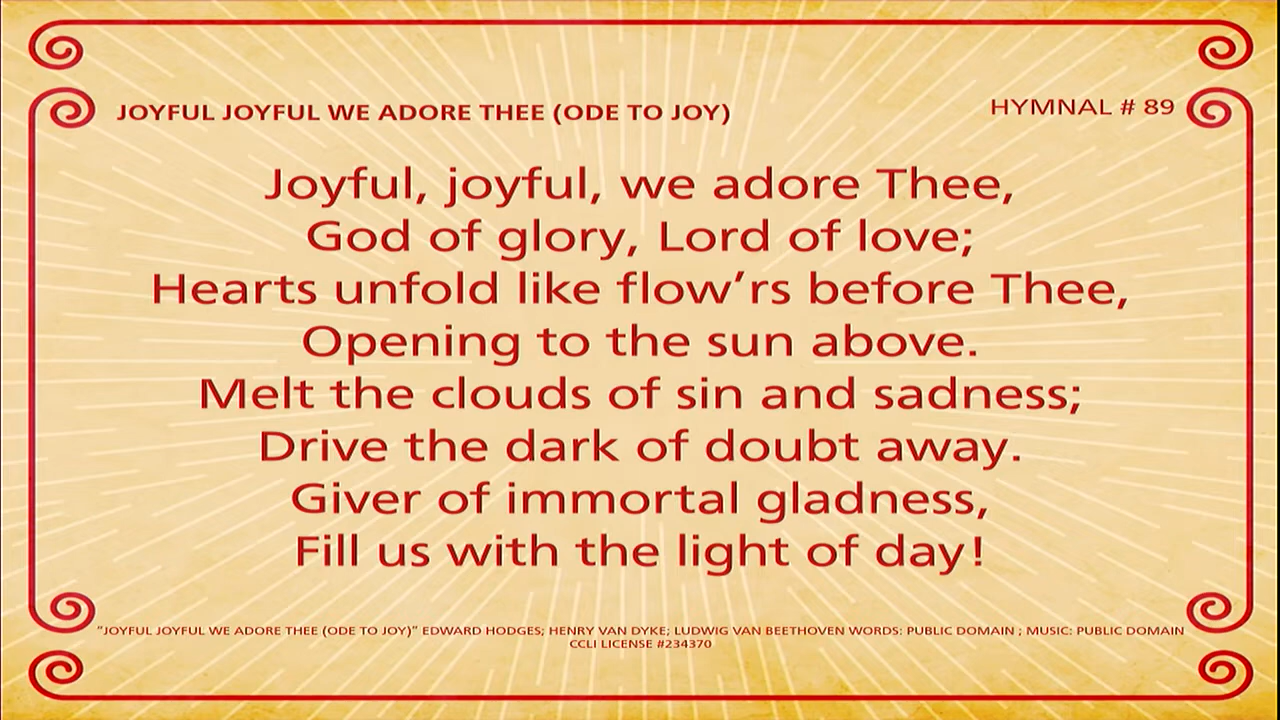 JOYFUL JOYFUL WE ADORE THEE (ODE TO JOY)
HYMNAL # 89
Joyful, joyful, we adore Thee,
God of glory, Lord of love;
Hearts unfold like flow’rs before Thee,
Opening to the sun above.
Melt the clouds of sin and sadness;
Drive the dark of doubt away.
Giver of immortal gladness,
Fill us with the light of day!
"JOYFUL JOYFUL WE ADORE THEE (ODE TO JOY)" EDWARD HODGES; HENRY VAN DYKE; LUDWIG VAN BEETHOVEN WORDS: PUBLIC DOMAIN ; MUSIC: PUBLIC DOMAIN
CCLI LICENSE #234370